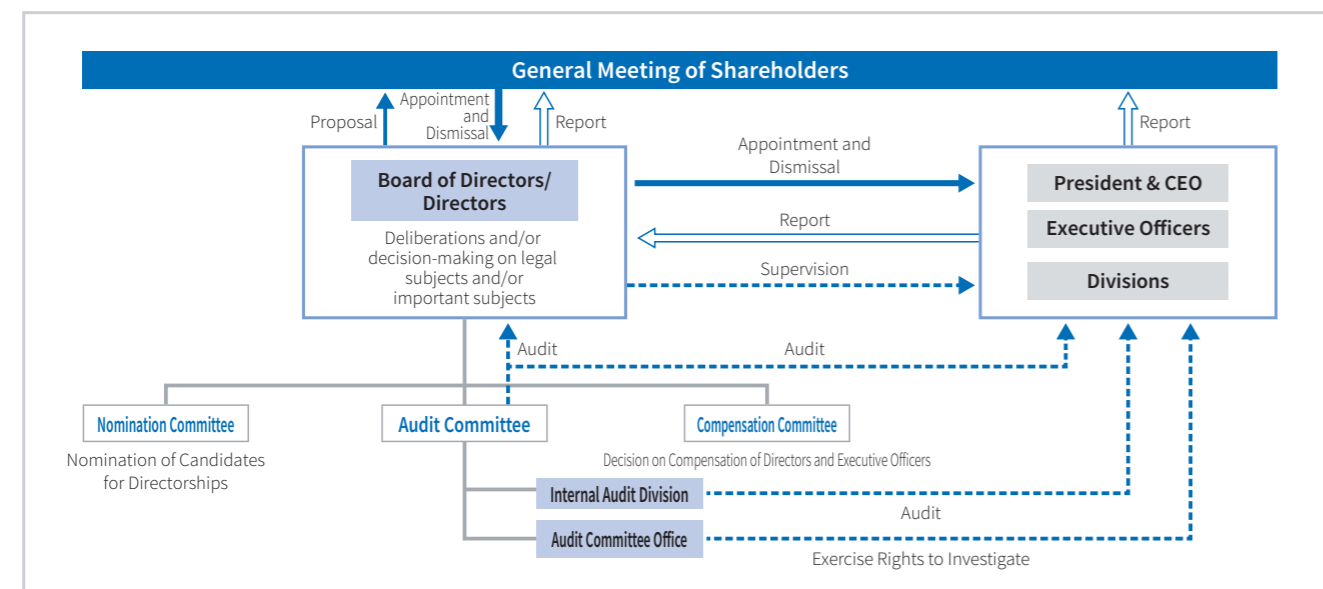 General Meeting of Shareholders
Proposal
Appointment
and
Dismissal
Report
Report
Board of Directors/
Directors
Deliberations and/or
decision-making on legal
subjects and/or
important subjects
Appointment and
Dismissal
Report
Supervision
President & CEO
Executive Officers
Divisions
Audit
Audit
Nomination Committee
Audit Committee
Compensation Committee
Nomination of Candidates
for Directorships
Decision on Compensation of Directors and Executive Officers
Internal Audit Division
Audit
Audit Committee Office
Exercise Rights to Investigate